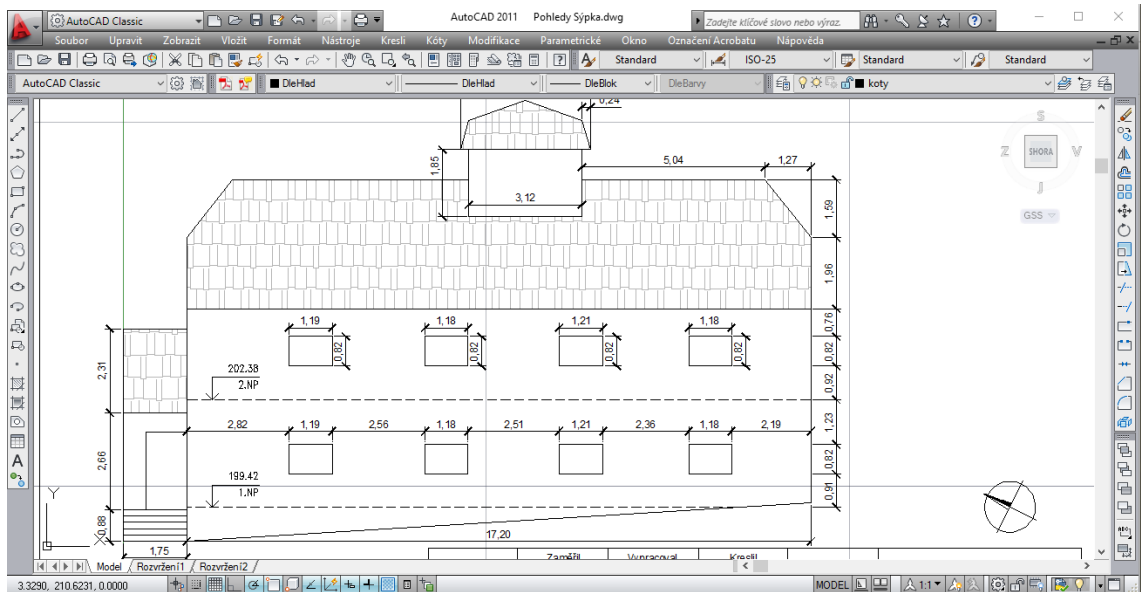 AutoCAD Classic
AutoCAD 2011 Pohledy Sýpka.dwg
Zadejte klíčové slovo nebo výraz.
Soubor Upravit Zobrazit Vložit Formát Nástroje Kresli Kóty Modifikace Parametrické Okno Označení Acrobatu Nápověda
Standard ISO-25 Standard Standard
AutoCAD Classic DleHlad DleHlad DleBlok DleBarvy koty
0,24
S
Z SHORA V
J
GSS
1,85
5,04 1,27
3,12
1,59
1,96
1,19 1,18 1,21 1,18
0,76
0,82 0,82 0,82 0,82 0,82
2,31
202.38
2.NP
0,92
2,82 1,19 2,56 1,18 2,51 1,21 2,36 1,18 2,19
1,23
2,66
0,82
199.42
1.NP
0,91
Y
0,88
X
17,20
1,75
Zaměřil Vypracoval Kreslil
Model Rozvržení1 Rozvržení2
3.3290, 210.6231, 0.0000
MODEL 1:1